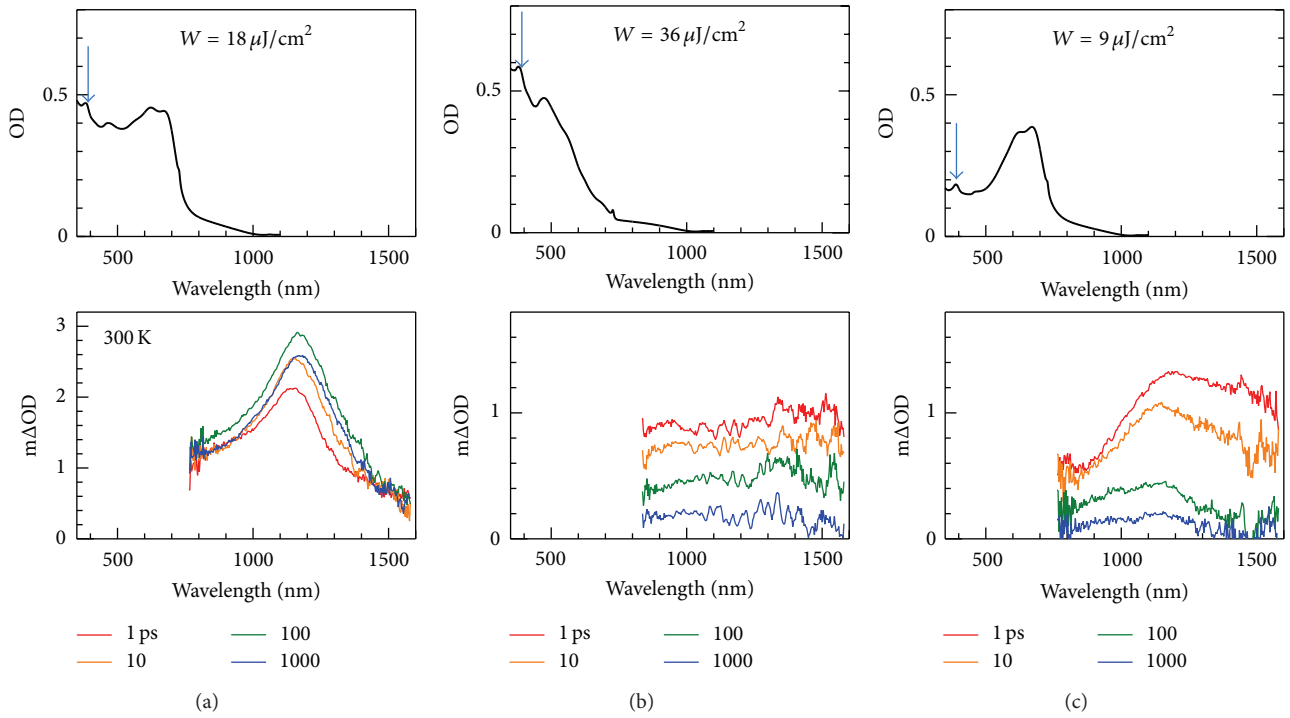 W = 18 μJ/cm²
OD
0.5
0
500
1000
1500
Wavelength (nm)
300 K
mΔOD
3
2
1
0
500
1000
1500
Wavelength (nm)
1 ps
100
10
1000
(a)
W = 36 μJ/cm²
OD
0.5
0
500
1000
1500
Wavelength (nm)
mΔOD
1
0
500
1000
1500
Wavelength (nm)
1 ps
100
10
1000
(b)
W = 9 μJ/cm²
OD
0.5
0
500
1000
1500
Wavelength (nm)
mΔOD
1
0
500
1000
1500
Wavelength (nm)
1 ps
100
10
1000
(c)